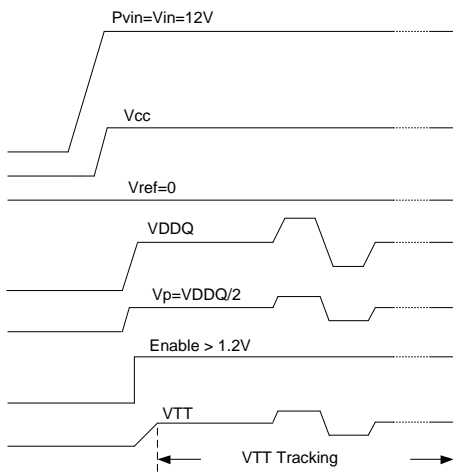 Pvin=Vin=12V
Vcc
Vref=0
VDDQ
Vp=VDDQ/2
Enable > 1.2V
VTT
VTT Tracking